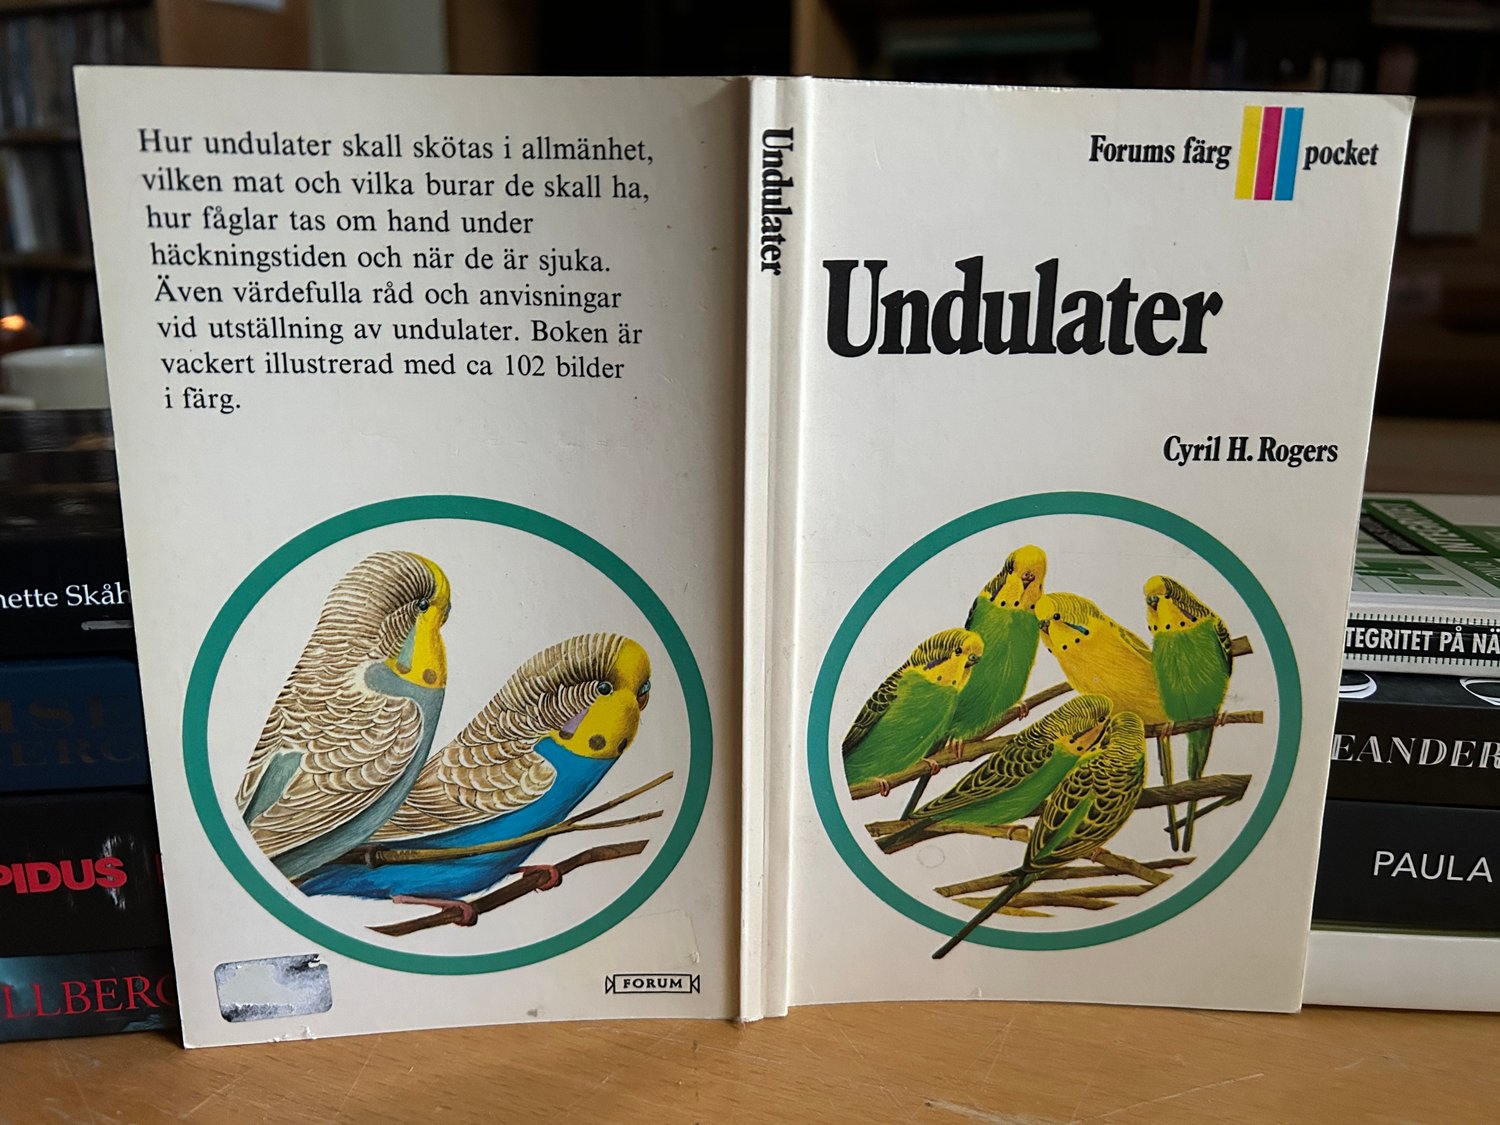 Hur undulater skall skötas i allmänhet,
vilken mat och vilka burar de skall ha,
hur fåglar tas om hand under
häckningstiden och när de är sjuka.
Även värdefulla råd och anvisningar
vid utställning av undulater. Boken är
vackert illustrerad med ca 102 bilder
i färg.
FORUM
Undulater
Forums färg pocket
Undulater
Cyril H. Rogers
nette Skåh
PIDUS
LLBERG
TEGRITET PÅ NÄ
EANDER
PAULA